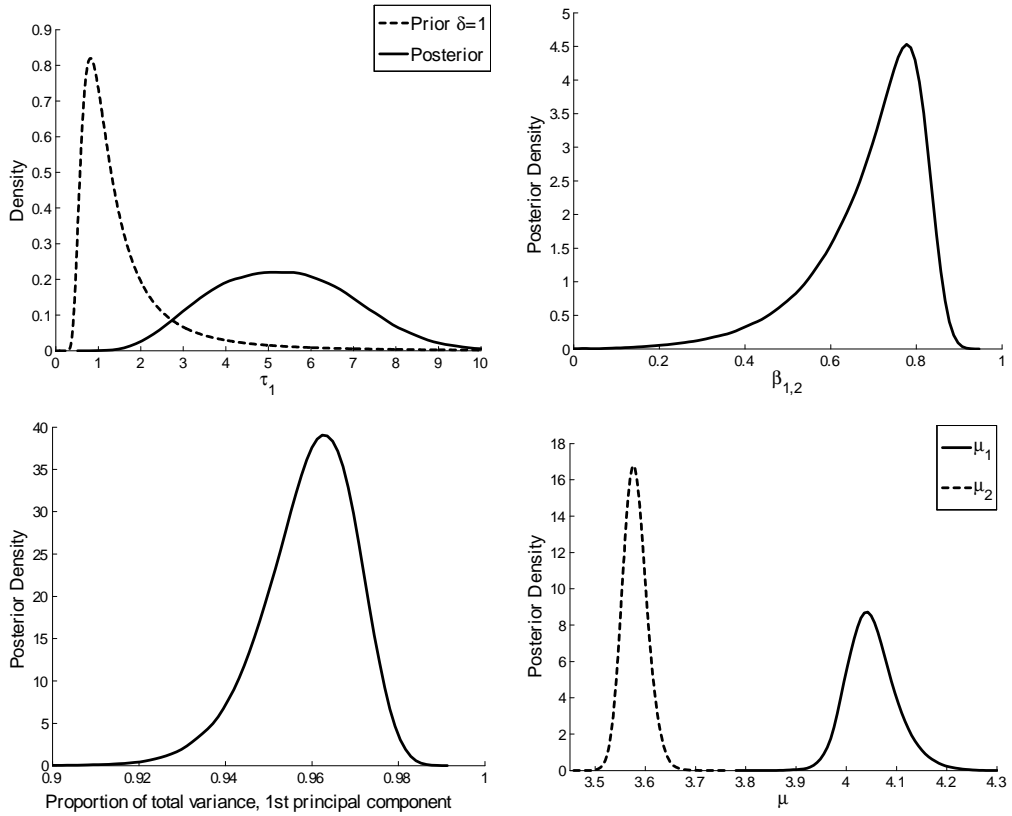 Prior δ=1
Posterior
0.9
0.8
0.7
0.6
0.5
0.4
0.3
0.2
0.1
0
Density
0 1 2 3 4 5 6 7 8 9 10
τ1
5
4.5
4
3.5
3
2.5
2
1.5
1
0.5
0
Posterior Density
0 0.2 0.4 0.6 0.8 1
β1,2
40
35
30
25
20
15
10
5
0
Posterior Density
0.9 0.92 0.94 0.96 0.98 1
Proportion of total variance, 1st principal component
μ1
μ2
18
16
14
12
10
8
6
4
2
0
Posterior Density
3.5 3.6 3.7 3.8 3.9 4 4.1 4.2 4.3
μ